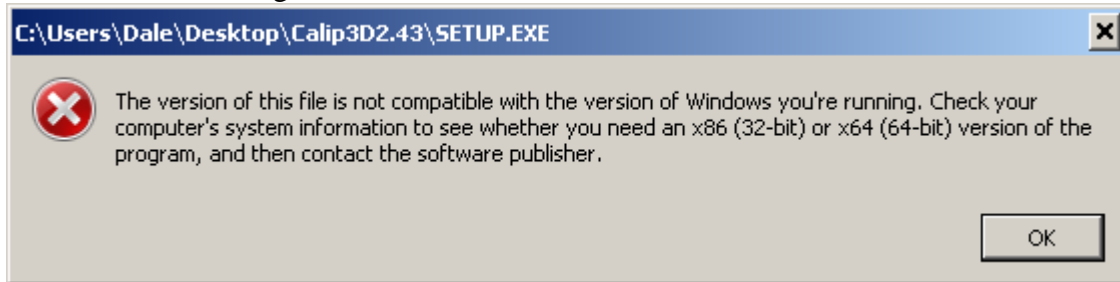 C:\Users\Dale\Desktop\Calip3D2.43\SETUP.EXE
The version of this file is not compatible with the version of Windows you're running. Check your
computer's system information to see whether you need an x86 (32-bit) or x64 (64-bit) version of the
program, and then contact the software publisher.
OK